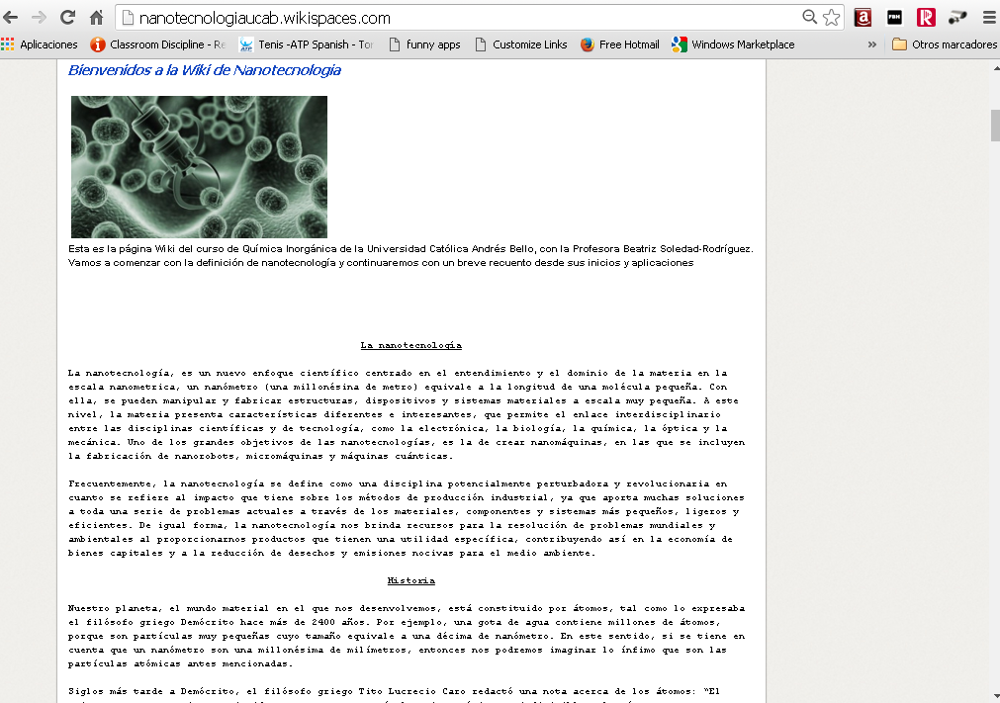 nanotecnologiaucab.wikispaces.com
Aplicaciones
Classroom Discipline - Re
Tenis -ATP Spanish - Tor
funny apps
Customize Links
Free Hotmail
Windows Marketplace
»
Otros marcadores
Bienvenidos a la Wiki de Nanotecnologia
Esta es la página Wiki del curso de Química Inorgánica de la Universidad Católica Andrés Bello, con la Profesora Beatriz Soledad-Rodríguez.
Vamos a comenzar con la definición de nanotecnología y continuaremos con un breve recuento desde sus inicios y aplicaciones
La nanotecnología
La nanotecnología, es un nuevo enfoque científico centrado en el entendimiento y el dominio de la materia en la
escala nanometrica, un nanómetro (una millonésina de metro) equivale a la longitud de una molécula pequeña. Con
ella, se pueden manipular y fabricar estructuras, dispositivos y sistemas materiales a escala muy pequeña. A este
nivel, la materia presenta características diferentes e interesantes, que permite el enlace interdisciplinario
entre las disciplinas científicas y de tecnología, como la electrónica, la biología, la química, la óptica y la
mecánica. Uno de los grandes objetivos de las nanotecnologías, es la de crear nanomáquinas, en las que se incluyen
la fabricación de nanorobots, micromáquinas y máquinas cuánticas.
Frecuentemente, la nanotecnología se define como una disciplina potencialmente perturbadora y revolucionaria en
cuanto se refiere al impacto que tiene sobre los métodos de producción industrial, ya que aporta muchas soluciones
a toda una serie de problemas actuales a través de los materiales, componentes y sistemas más pequeños, ligeros y
eficientes. De igual forma, la nanotecnología nos brinda recursos para la resolución de problemas mundiales y
ambientales al proporcionarnos productos que tienen una utilidad específica, contribuyendo así en la economía de
bienes capitales y a la reducción de desechos y emisiones nocivas para el medio ambiente.
Historia
Nuestro planeta, el mundo material en el que nos desenvolvemos, está constituido por átomos, tal como lo expresaba
el filósofo griego Demócrito hace más de 2400 años. Por ejemplo, una gota de agua contiene millones de átomos,
porque son partículas muy pequeñas cuyo tamaño equivale a una décima de nanómetro. En este sentido, si se tiene en
cuenta que un nanómetro son una millonésima de milímetros, entonces nos podremos imaginar lo ínfimo que son las
partículas atómicas antes mencionadas.
Siglos más tarde a Demócrito, el filósofo griego Tito Lucrecio Caro redactó una nota acerca de los átomos: “El